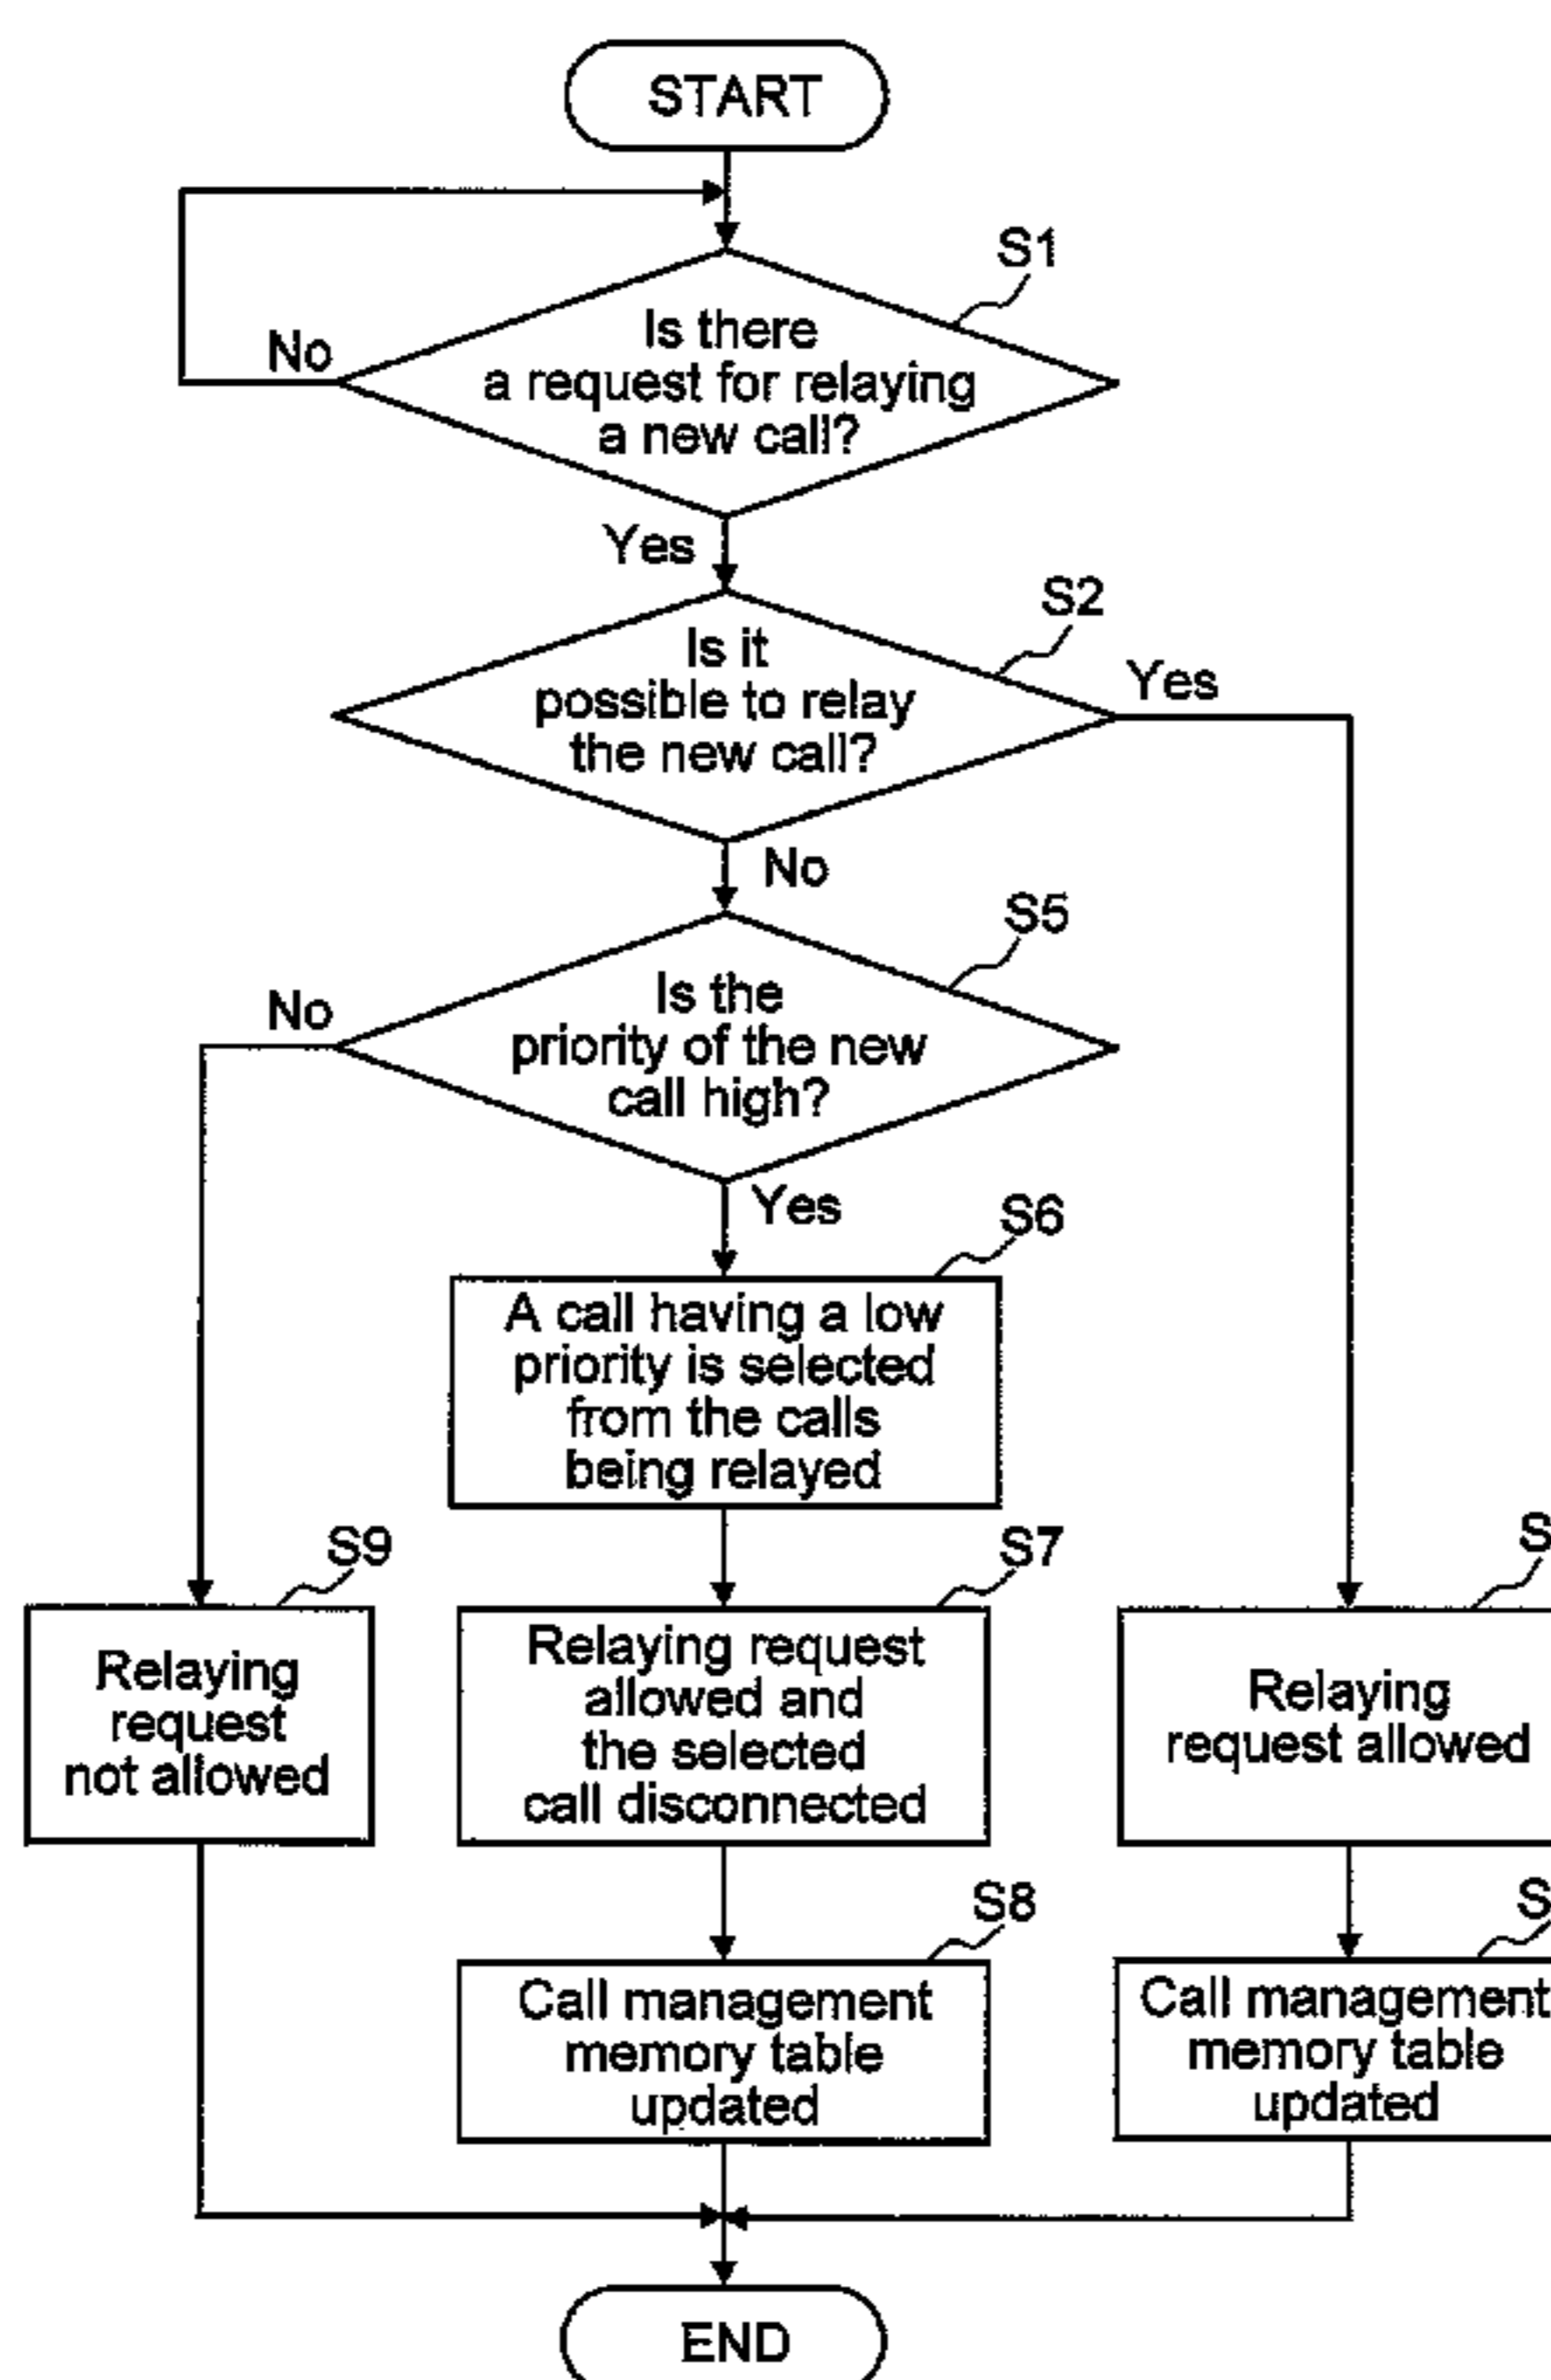 START
S1
Is there
a request for relaying
a new call?
No
Yes
S2
Is it
possible to relay
the new call?
Yes
No
S5
Is the
priority of the new
call high?
No
Yes
S6
A call having a low
priority is selected
from the calls
being relayed
S9
Relaying
request
not allowed
S7
Relaying request
allowed and
the selected
call disconnected
S
Relaying
request allowed
S8
Call management
memory table
updated
S
Call management
memory table
updated
END